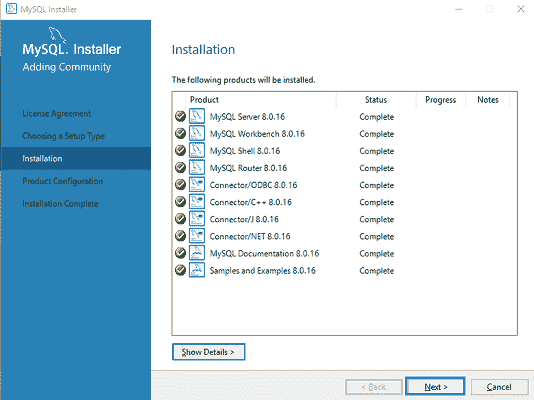 MySQL Installer
MySQL. Installer
Adding Community
License Agreement
Choosing a Setup Type
Installation
Product Configuration
Installation Complete
Installation
The following products will be installed.
Product Status Progress Notes
MySQL Server 8.0.16 Complete
MySQL Workbench 8.0.16 Complete
MySQL Shell 8.0.16 Complete
MySQL Router 8.0.16 Complete
Connector/ODBC 8.0.16 Complete
Connector/C++ 8.0.16 Complete
Connector/J 8.0.16 Complete
Connector/NET 8.0.16 Complete
MySQL Documentation 8.0.16 Complete
Samples and Examples 8.0.16 Complete
Show Details >
< Back Next > Cancel